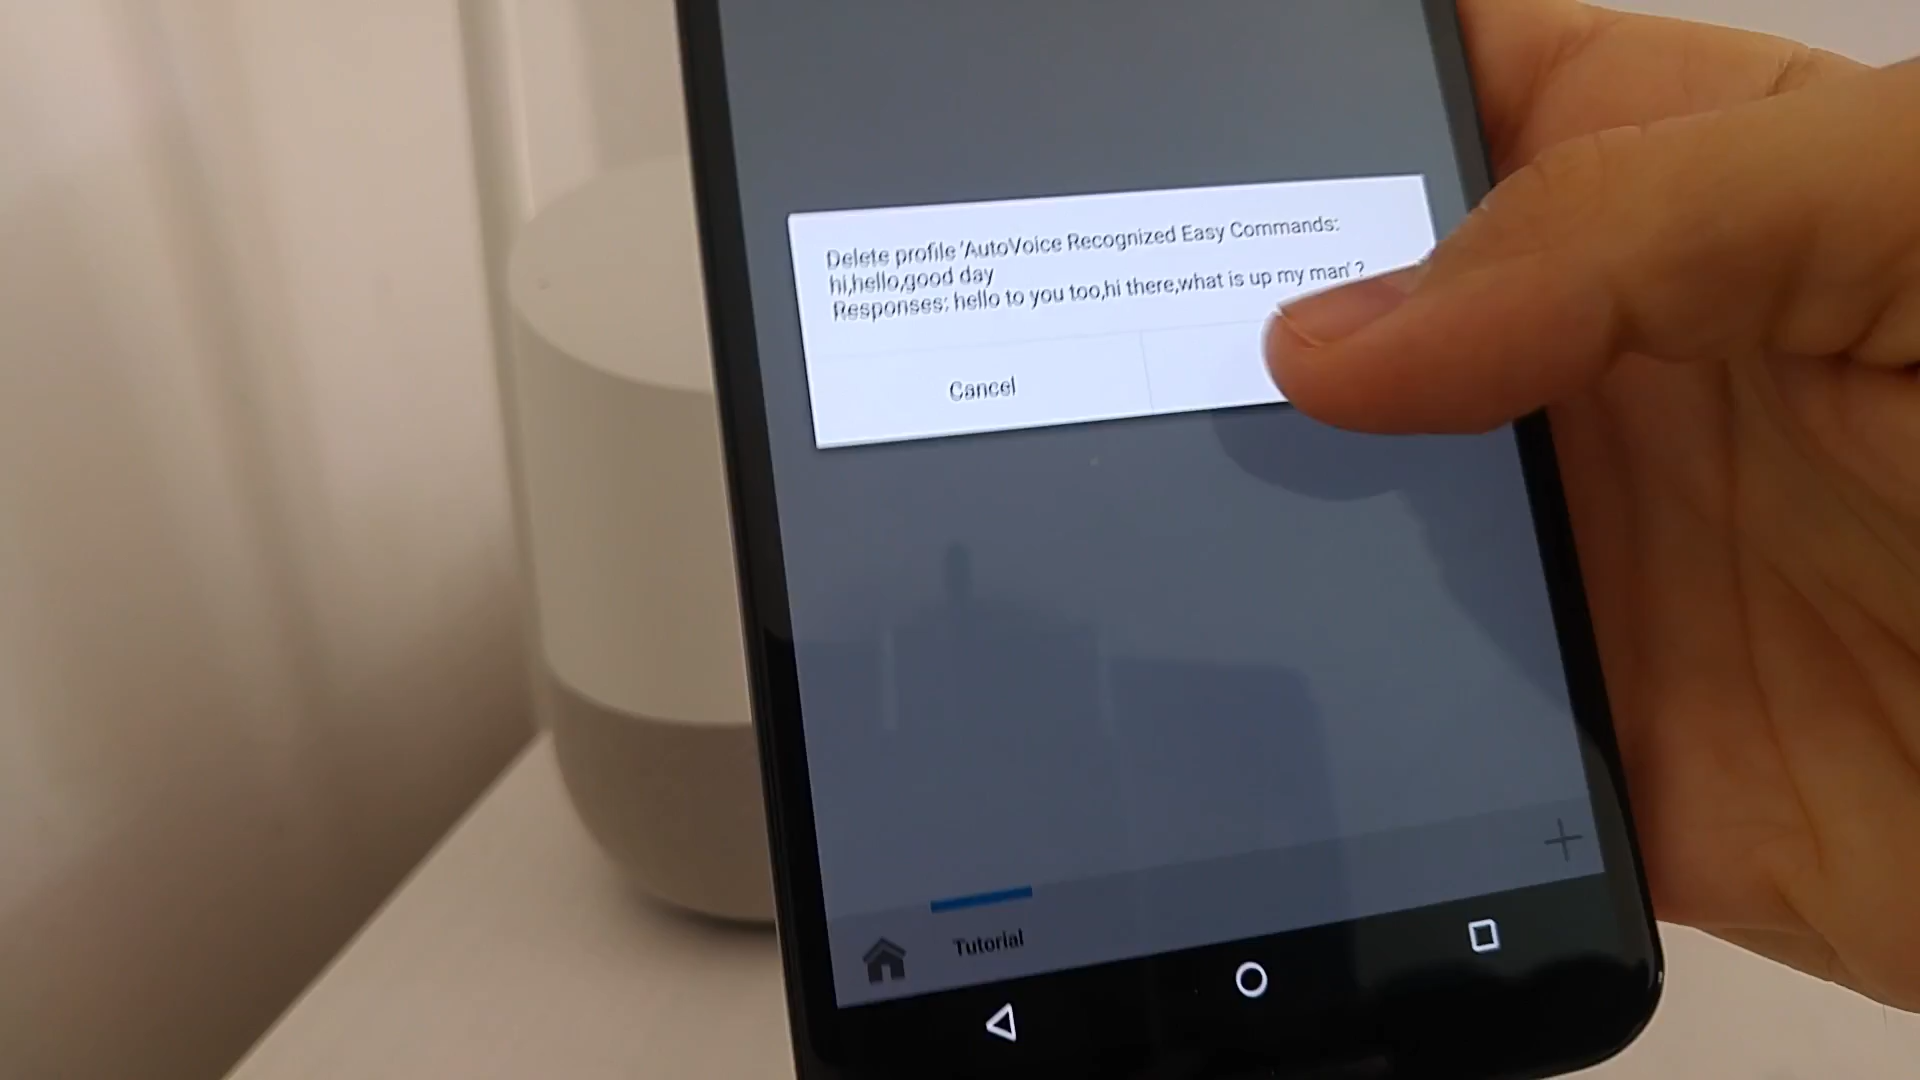 Delete profile 'AutoVoice Recognized Easy Commands:
hi,hello,good day
Responses: hello to you too,hi there,what is up my man' ?
Cancel
Tutorial